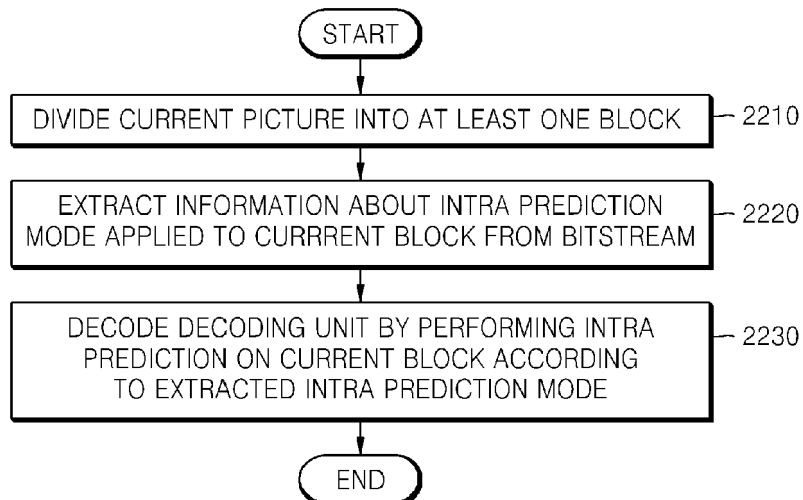 START
DIVIDE CURRENT PICTURE INTO AT LEAST ONE BLOCK
2210
EXTRACT INFORMATION ABOUT INTRA PREDICTION
MODE APPLIED TO CURRRENT BLOCK FROM BITSTREAM
2220
DECODE DECODING UNIT BY PERFORMING INTRA
PREDICTION ON CURRENT BLOCK ACCORDING
TO EXTRACTED INTRA PREDICTION MODE
2230
END